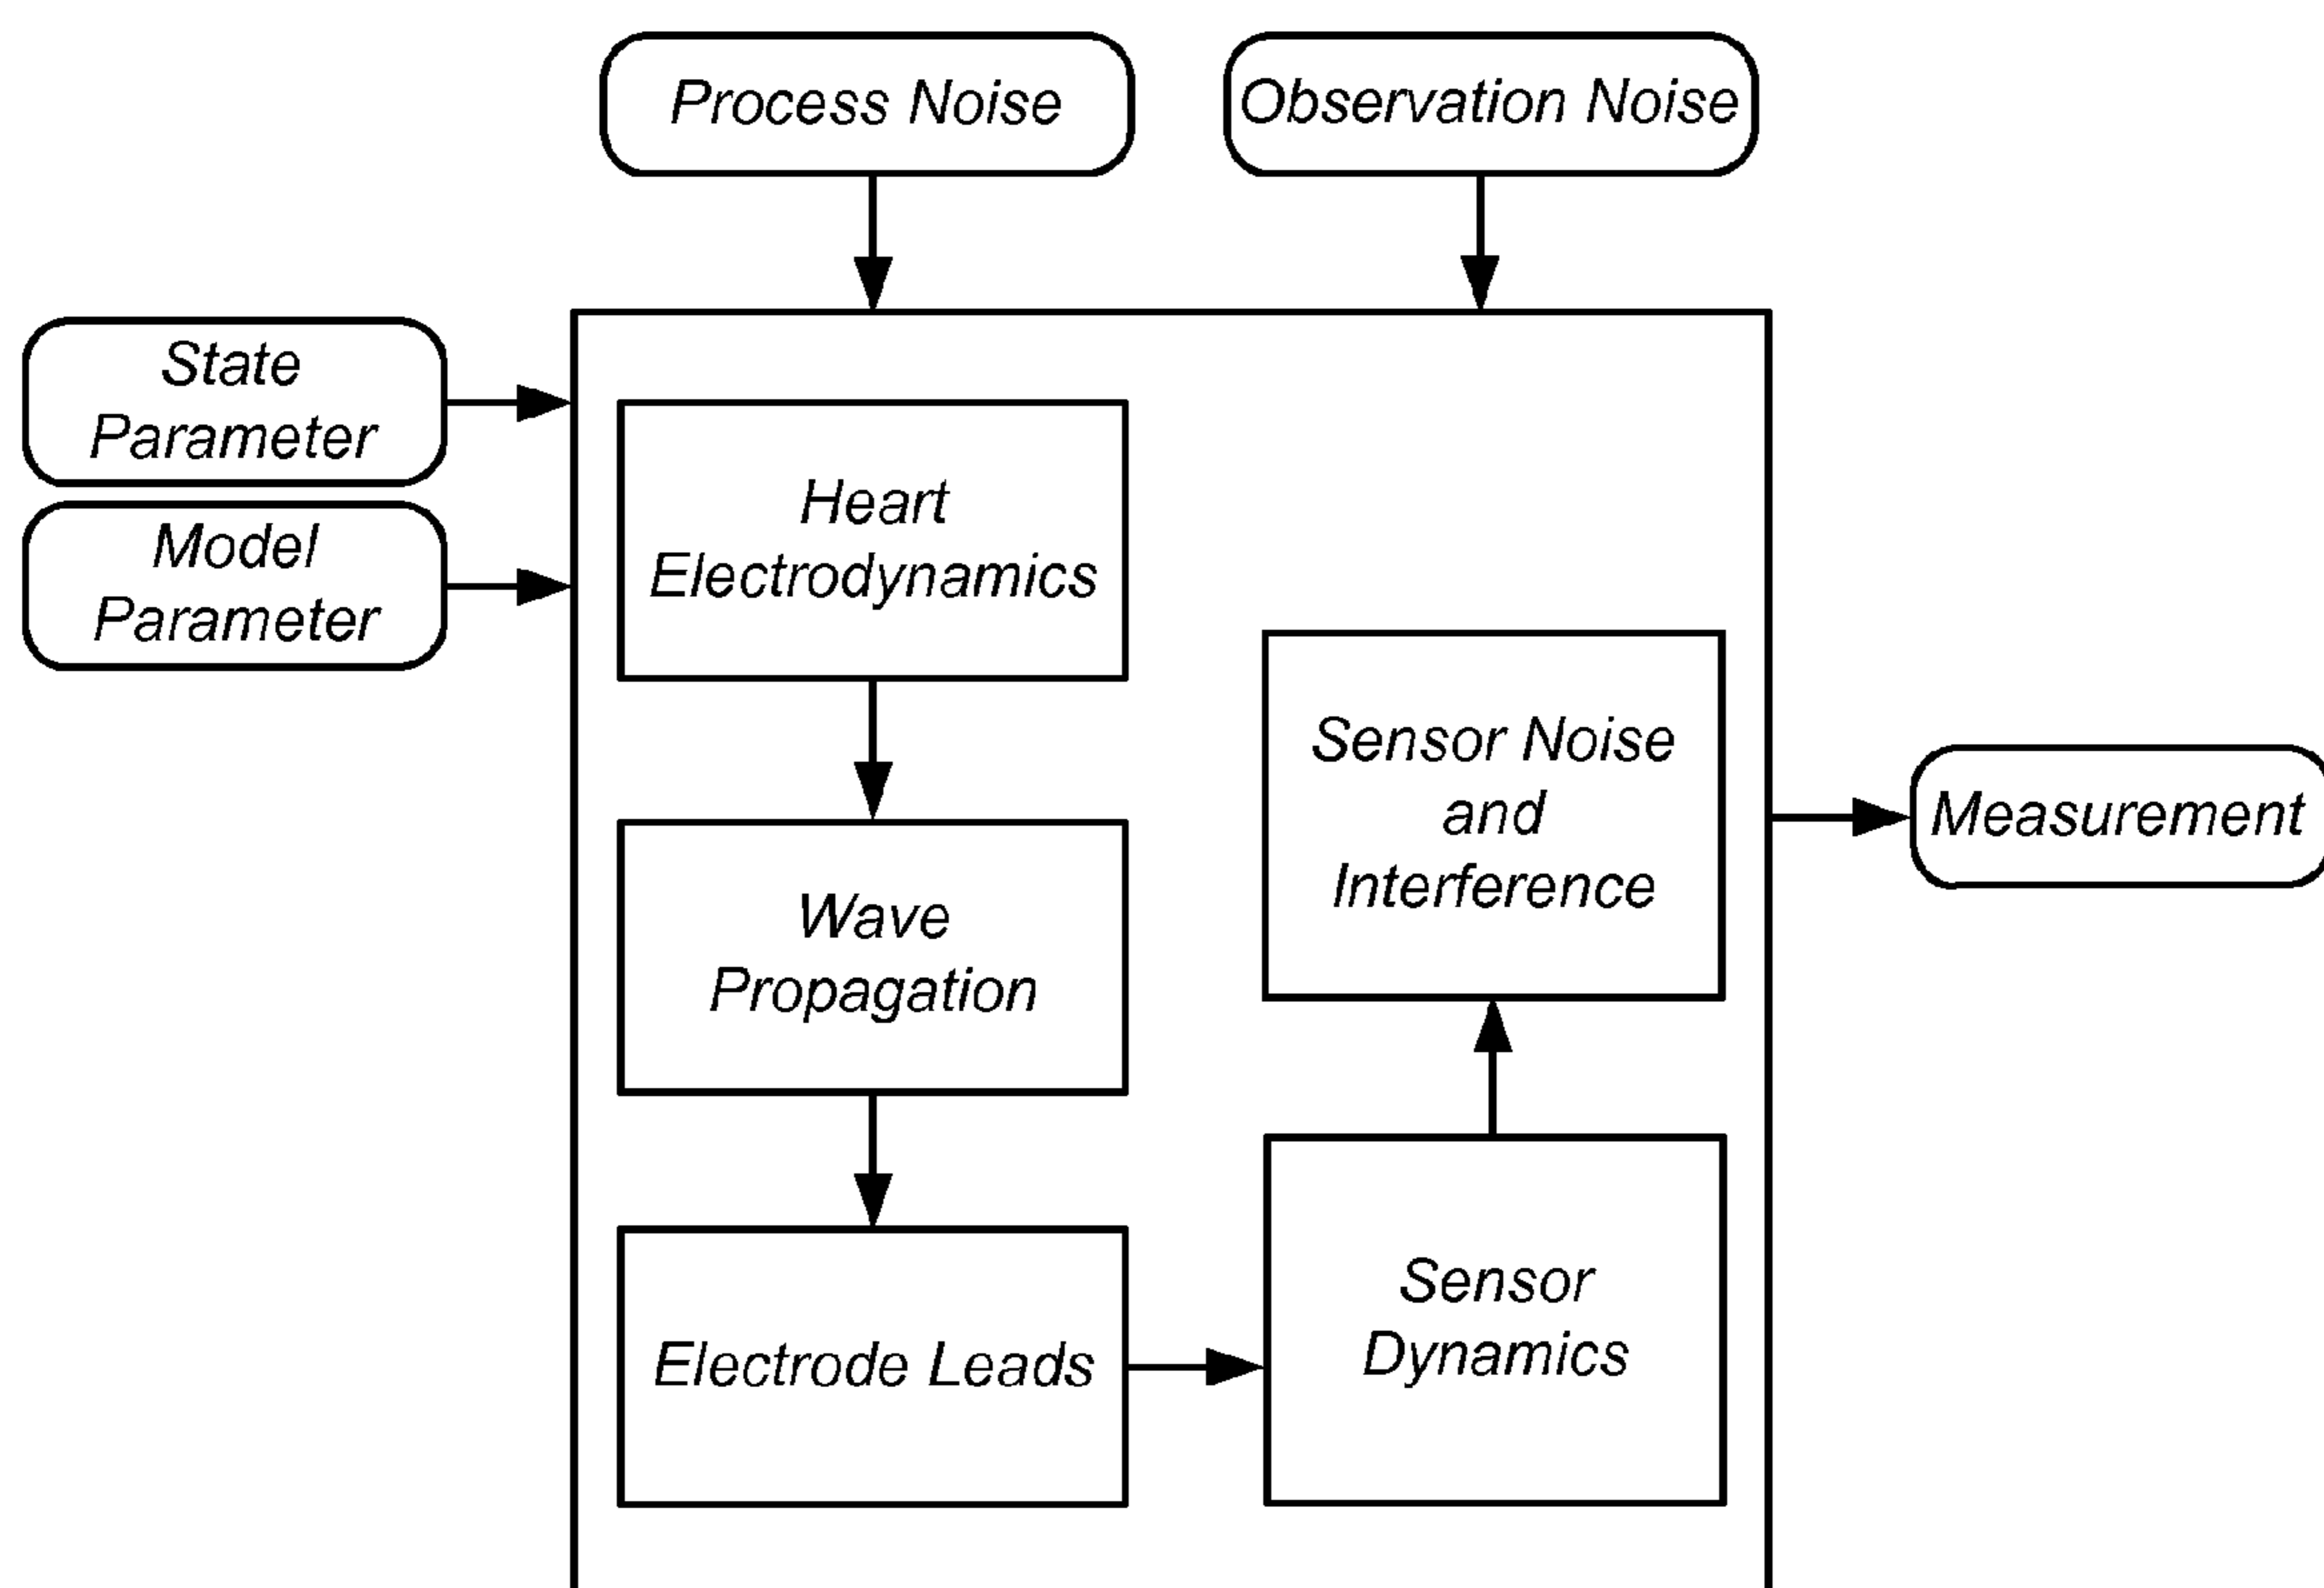 Process Noise
Observation Noise
State
Parameter
Model
Parameter
Heart
Electrodynamics
Wave
Propagation
Electrode Leads
Sensor Noise
and
Interference
Sensor
Dynamics
Measurement